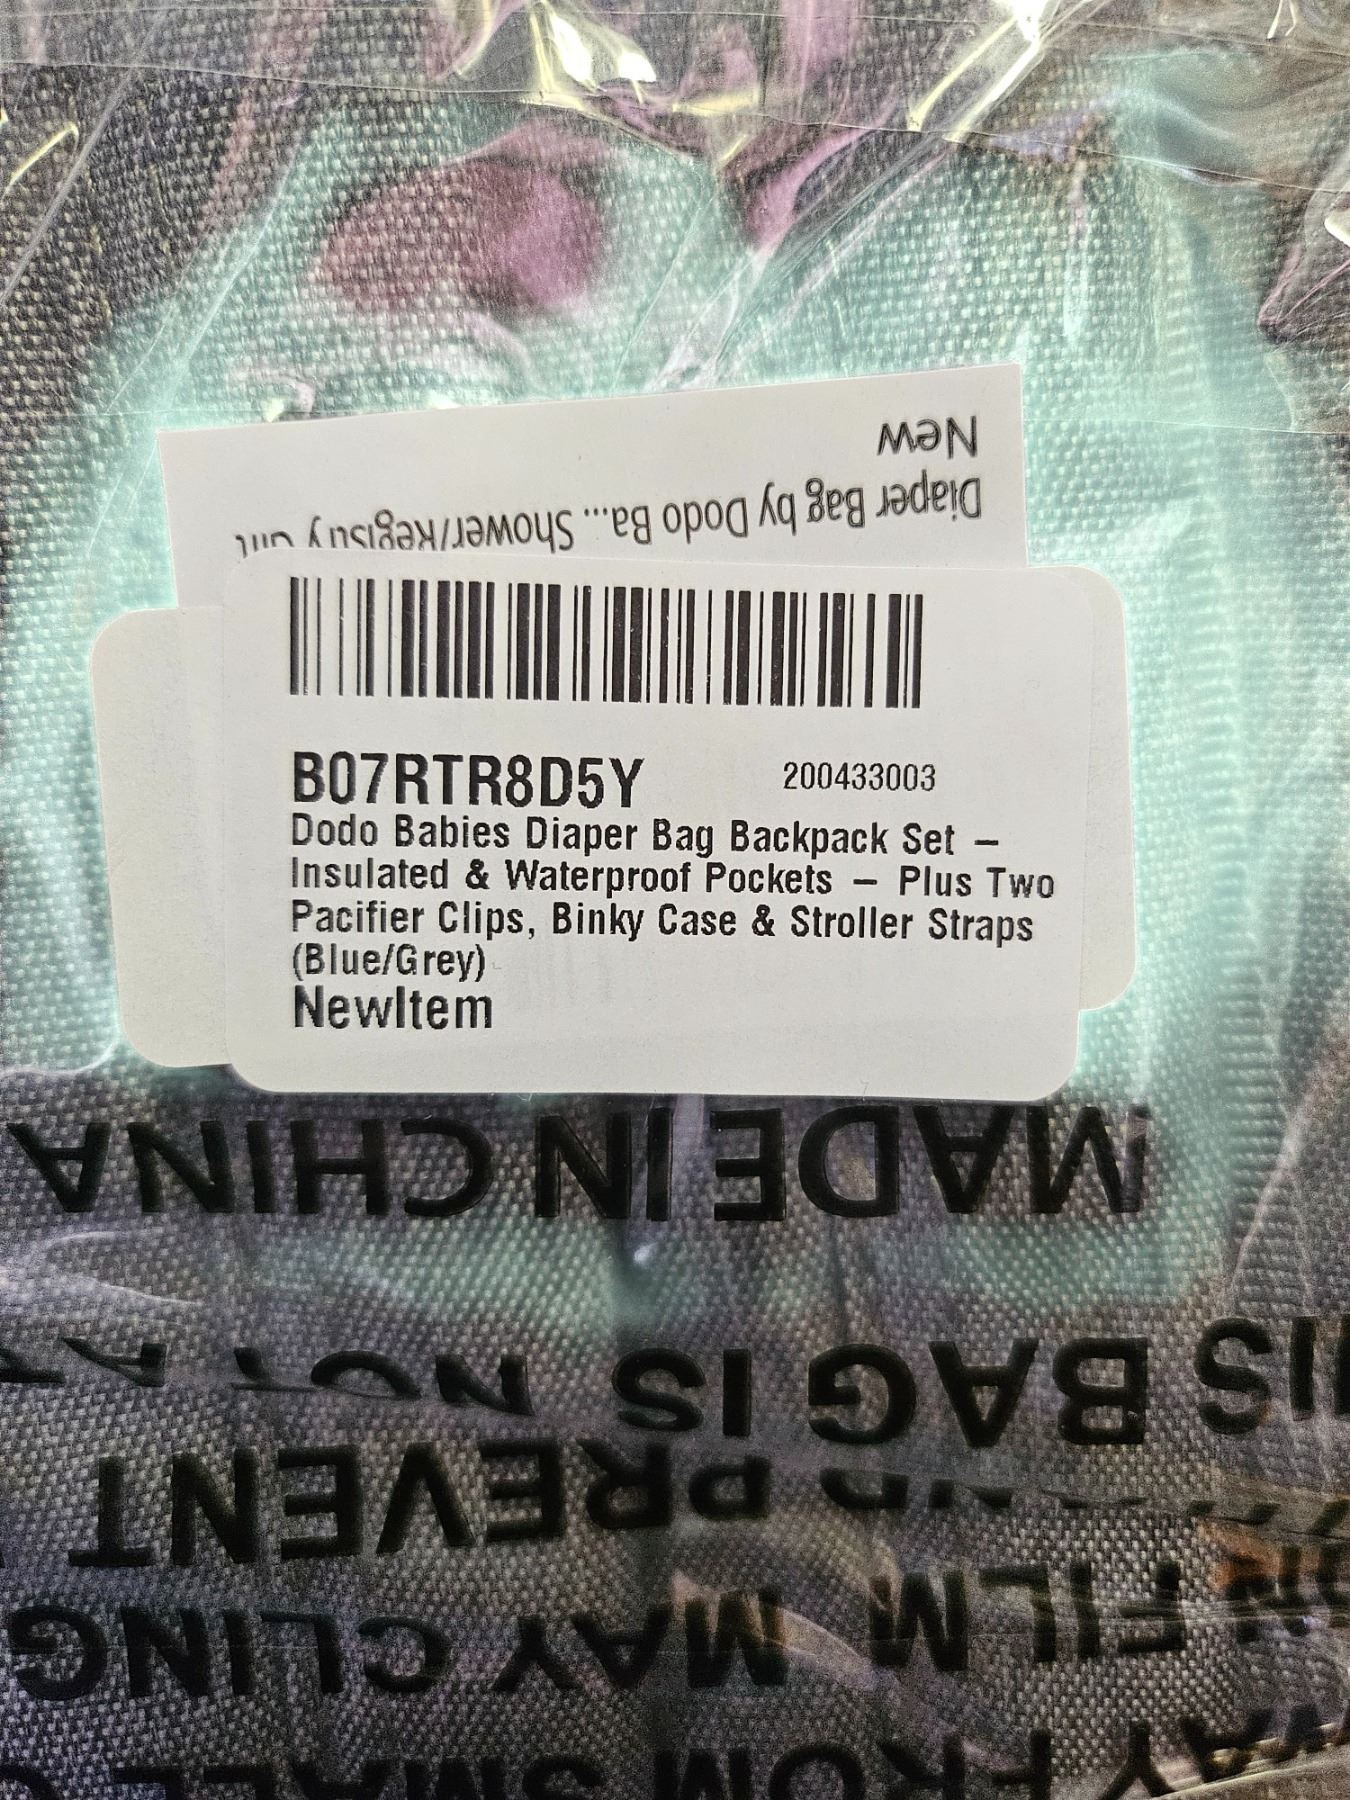 New
Diaper Bag by Dodo Ba... Shower/Registry Gift
B07RTR8D5Y 200433003
Dodo Babies Diaper Bag Backpack Set –
Insulated & Waterproof Pockets – Plus Two
Pacifier Clips, Binky Case & Stroller Straps
(Blue/Grey)
NewItem
MADE IN CHINA
BAG IS NOT A
PREVENT
FILM MAY CLING